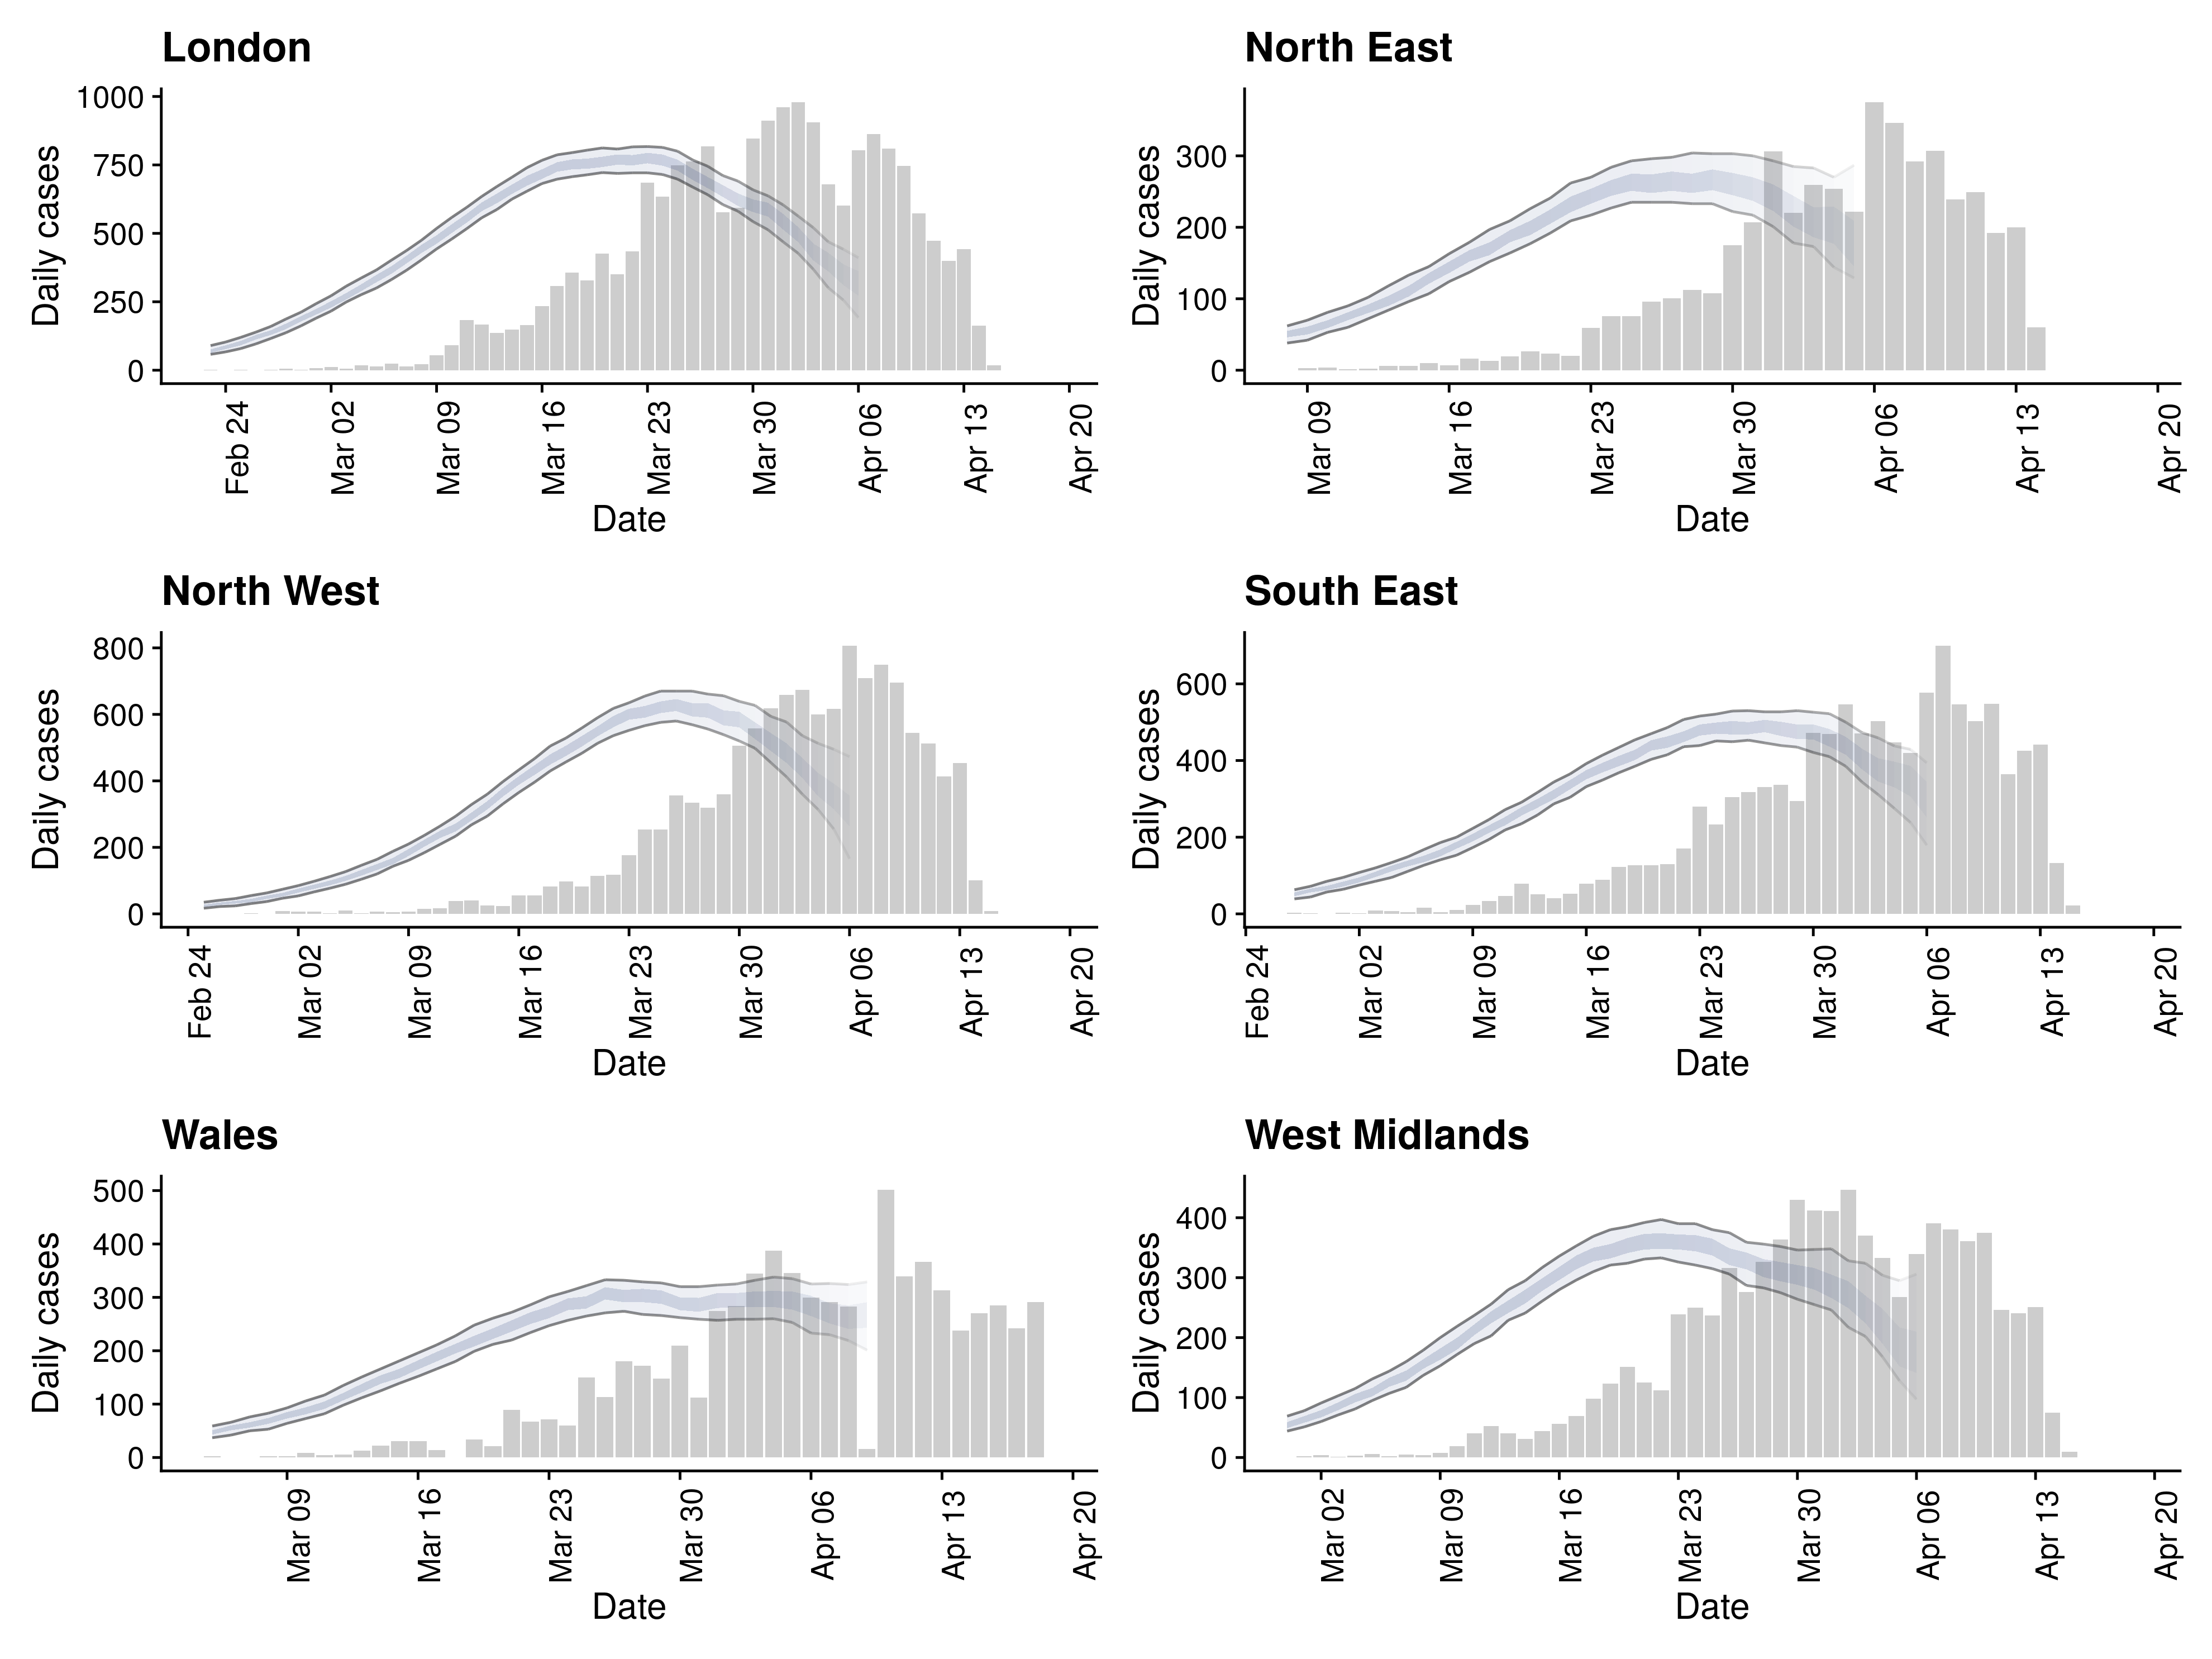 London
Daily cases
1000
750
500
250
0
Feb 24
Mar 02
Mar 09
Mar 16
Mar 23
Mar 30
Apr 06
Apr 13
Apr 20
Date
North East
Daily cases
300
200
100
0
Mar 09
Mar 16
Mar 23
Mar 30
Apr 06
Apr 13
Apr 20
Date
North West
Daily cases
800
600
400
200
0
Feb 24
Mar 02
Mar 09
Mar 16
Mar 23
Mar 30
Apr 06
Apr 13
Apr 20
Date
South East
Daily cases
600
400
200
0
Feb 24
Mar 02
Mar 09
Mar 16
Mar 23
Mar 30
Apr 06
Apr 13
Apr 20
Date
Wales
Daily cases
500
400
300
200
100
0
Mar 09
Mar 16
Mar 23
Mar 30
Apr 06
Apr 13
Apr 20
Date
West Midlands
Daily cases
400
300
200
100
0
Mar 02
Mar 09
Mar 16
Mar 23
Mar 30
Apr 06
Apr 13
Apr 20
Date